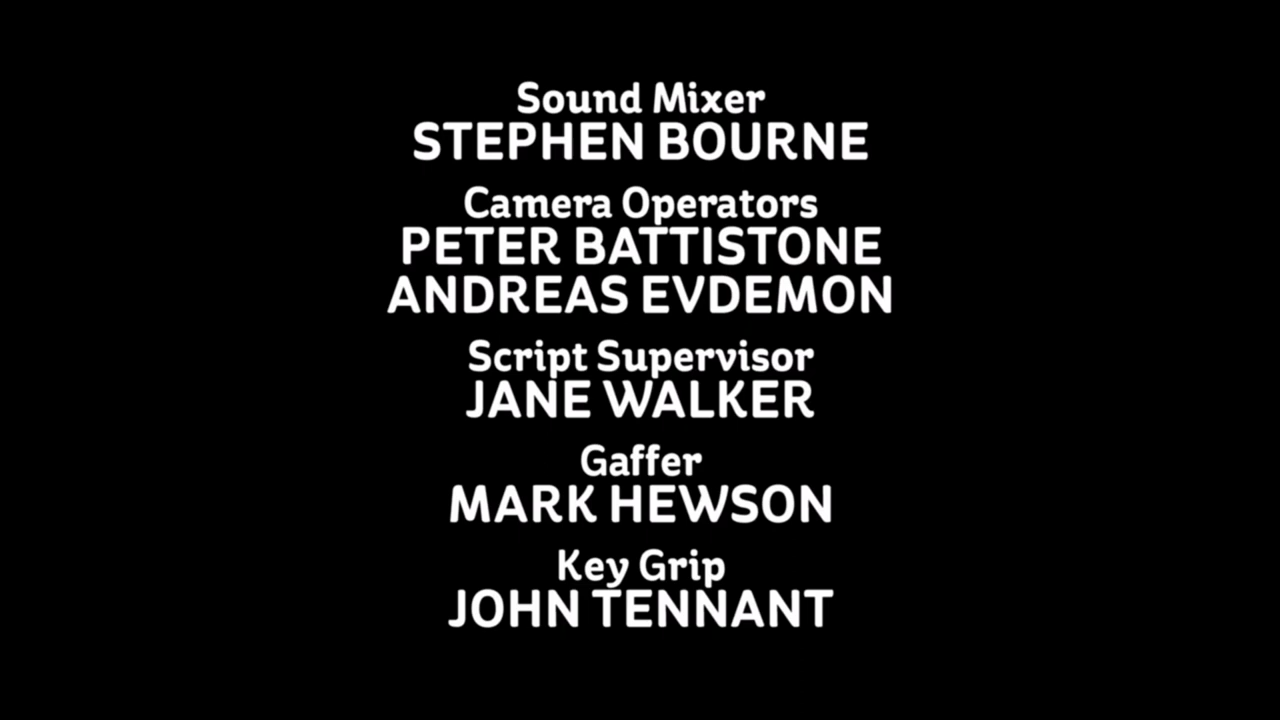 Sound Mixer
STEPHEN BOURNE
Camera Operators
PETER BATTISTONE
ANDREAS EVDEMON
Script Supervisor
JANE WALKER
Gaffer
MARK HEWSON
Key Grip
JOHN TENNANT